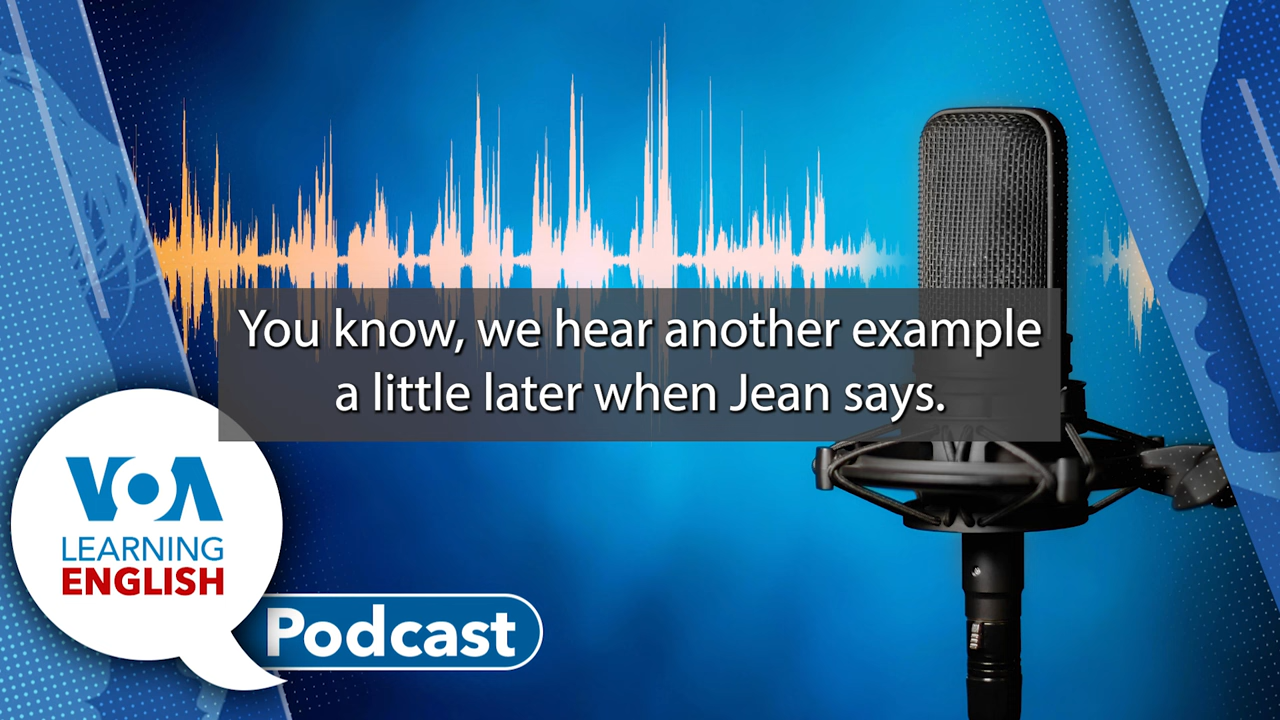 You know, we hear another example
a little later when Jean says.
VOA
LEARNING
ENGLISH
Podcast